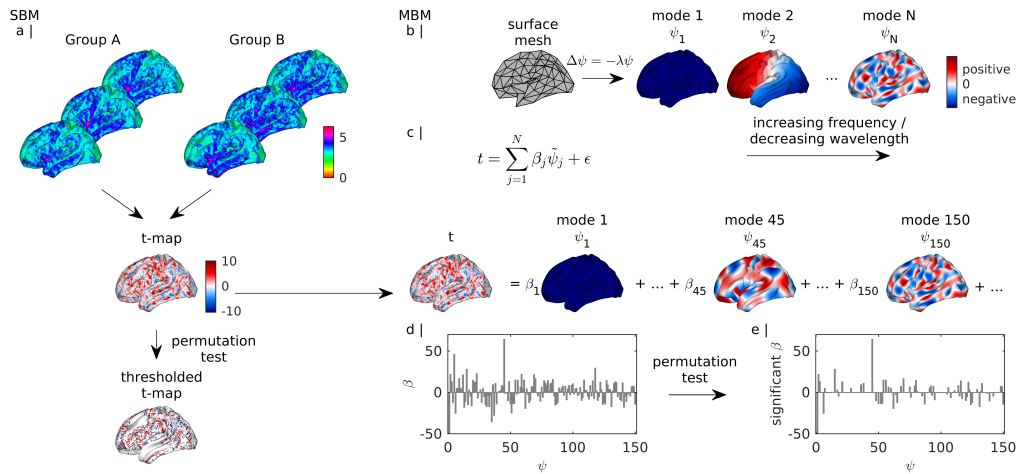 SBM
a |
Group A
Group B
6
0
t-map
10
0
-10
permutation
test
thresholded
t-map
MBM
b |
surface
mesh
Δψ = −λψ
mode 1
ψ1
mode 2
ψ2
...
mode N
ψN
positive
0
negative
increasing frequency /
decreasing wavelength
c |
t = ∑_{j=1}^{N} β_j ψ̃_j + ϵ
t
mode 1
ψ1
mode 45
ψ45
mode 150
ψ150
= β1
+ ... + β45
+ ... + β150
+ ...
d |
50
0
-50
β
0
50
100
150
ψ
permutation
test
e |
significant β
50
0
-50
0
50
100
150
ψ